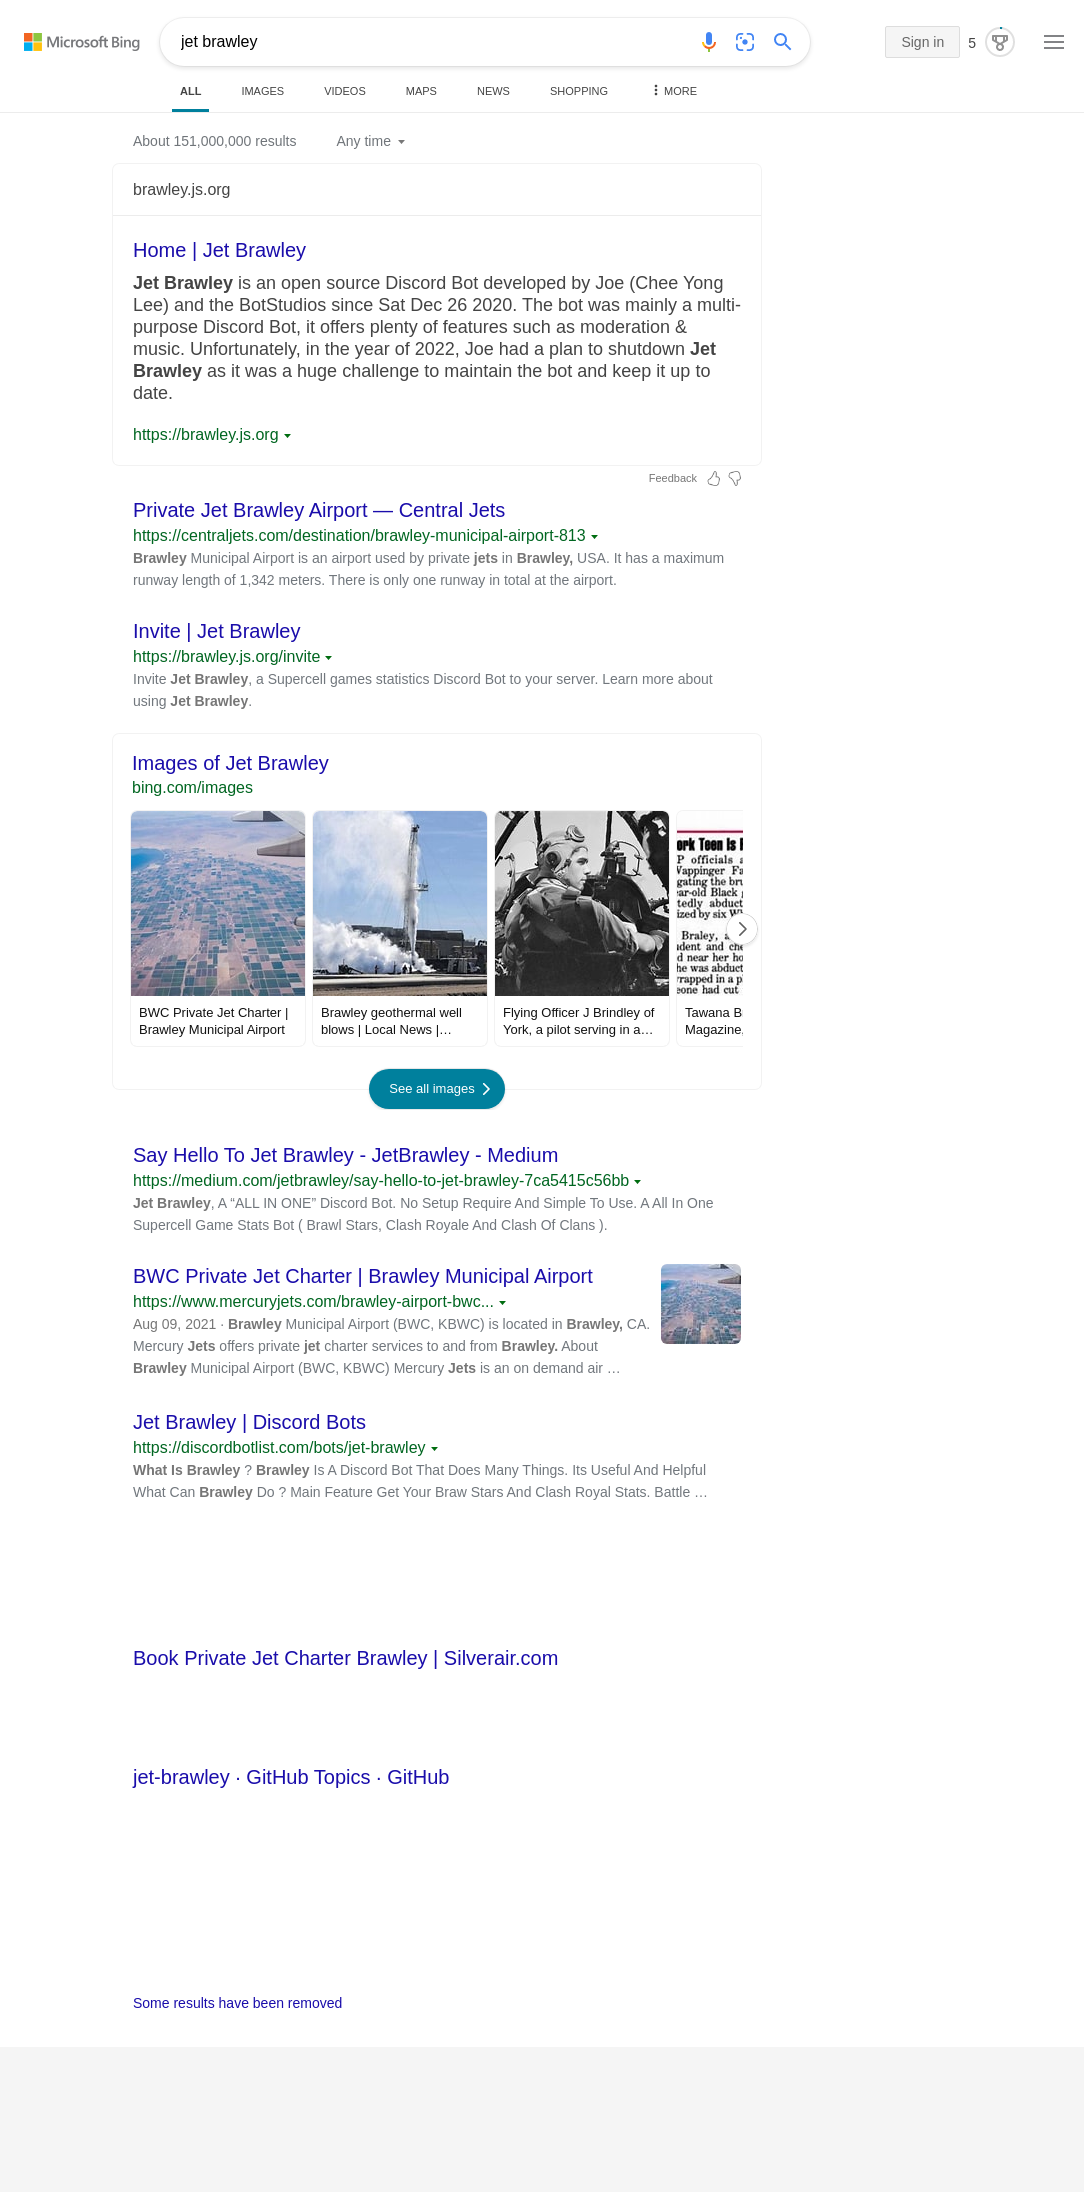 Microsoft Bing
jet brawley
Sign in
5
ALL
IMAGES
VIDEOS
MAPS
NEWS
SHOPPING
MORE
About 151,000,000 results
Any time
brawley.js.org
Home | Jet Brawley
Jet Brawley is an open source Discord Bot developed by Joe (Chee Yong
Lee) and the BotStudios since Sat Dec 26 2020. The bot was mainly a multi-
purpose Discord Bot, it offers plenty of features such as moderation &
music. Unfortunately, in the year of 2022, Joe had a plan to shutdown Jet
Brawley as it was a huge challenge to maintain the bot and keep it up to
date.
https://brawley.js.org
Feedback
Private Jet Brawley Airport — Central Jets
https://centraljets.com/destination/brawley-municipal-airport-813
Brawley Municipal Airport is an airport used by private jets in Brawley, USA. It has a maximum
runway length of 1,342 meters. There is only one runway in total at the airport.
Invite | Jet Brawley
https://brawley.js.org/invite
Invite Jet Brawley, a Supercell games statistics Discord Bot to your server. Learn more about
using Jet Brawley.
Images of Jet Brawley
bing.com/images
ork Teen Is
P officials
Wappinger Fa
gating the bru
ear-old Black
tedly abduct
ized by six W
Braley, a
dent and che
d near her ho
he was abduct
wrapped in a p
eone had cut
BWC Private Jet Charter |
Brawley Municipal Airport
Brawley geothermal well
blows | Local News |…
Flying Officer J Brindley of
York, a pilot serving in a…
Tawana B
Magazine,
See all images
Say Hello To Jet Brawley - JetBrawley - Medium
https://medium.com/jetbrawley/say-hello-to-jet-brawley-7ca5415c56bb
Jet Brawley, A “ALL IN ONE” Discord Bot. No Setup Require And Simple To Use. A All In One
Supercell Game Stats Bot ( Brawl Stars, Clash Royale And Clash Of Clans ).
BWC Private Jet Charter | Brawley Municipal Airport
https://www.mercuryjets.com/brawley-airport-bwc...
Aug 09, 2021 · Brawley Municipal Airport (BWC, KBWC) is located in Brawley, CA.
Mercury Jets offers private jet charter services to and from Brawley. About
Brawley Municipal Airport (BWC, KBWC) Mercury Jets is an on demand air …
Jet Brawley | Discord Bots
https://discordbotlist.com/bots/jet-brawley
What Is Brawley ? Brawley Is A Discord Bot That Does Many Things. Its Useful And Helpful
What Can Brawley Do ? Main Feature Get Your Braw Stars And Clash Royal Stats. Battle …
Book Private Jet Charter Brawley | Silverair.com
jet-brawley · GitHub Topics · GitHub
Some results have been removed